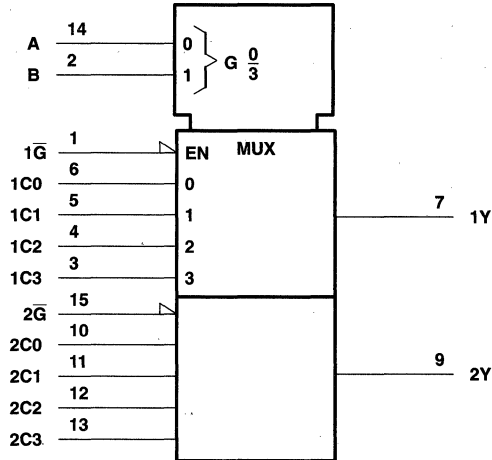 A 14 0
B 2 1
G 0/3
MUX
1G̅ 1 EN
1C0 6 0
1C1 5 1
1C2 4 2
1C3 3 3
7 1Y
2G̅ 15
2C0 10
2C1 11
2C2 12
2C3 13
9 2Y